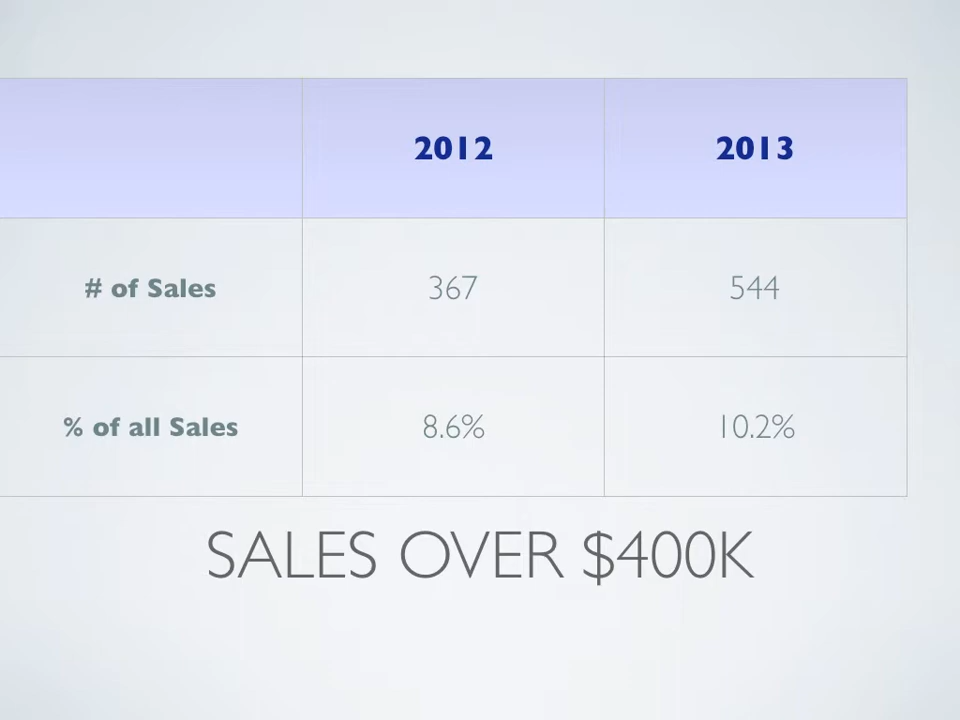 2012 2013
# of Sales 367 544
% of all Sales 8.6% 10.2%
SALES OVER $400K